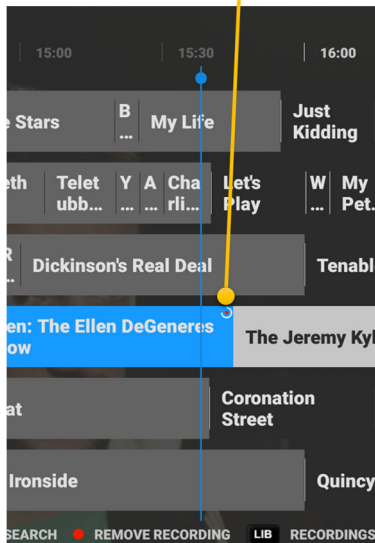 15:00 15:30 16:00
e Stars
B
...
My Life
Just
Kidding
eth
Telet
ubb...
Y
...
A
...
Cha
rli...
Let's
Play
W
...
My
Pet.
R
..
Dickinson's Real Deal
Tenabl
en: The Ellen DeGeneres
ow
The Jeremy Kyl
at
Coronation
Street
Ironside
Quincy
SEARCH REMOVE RECORDING LIB RECORDINGS